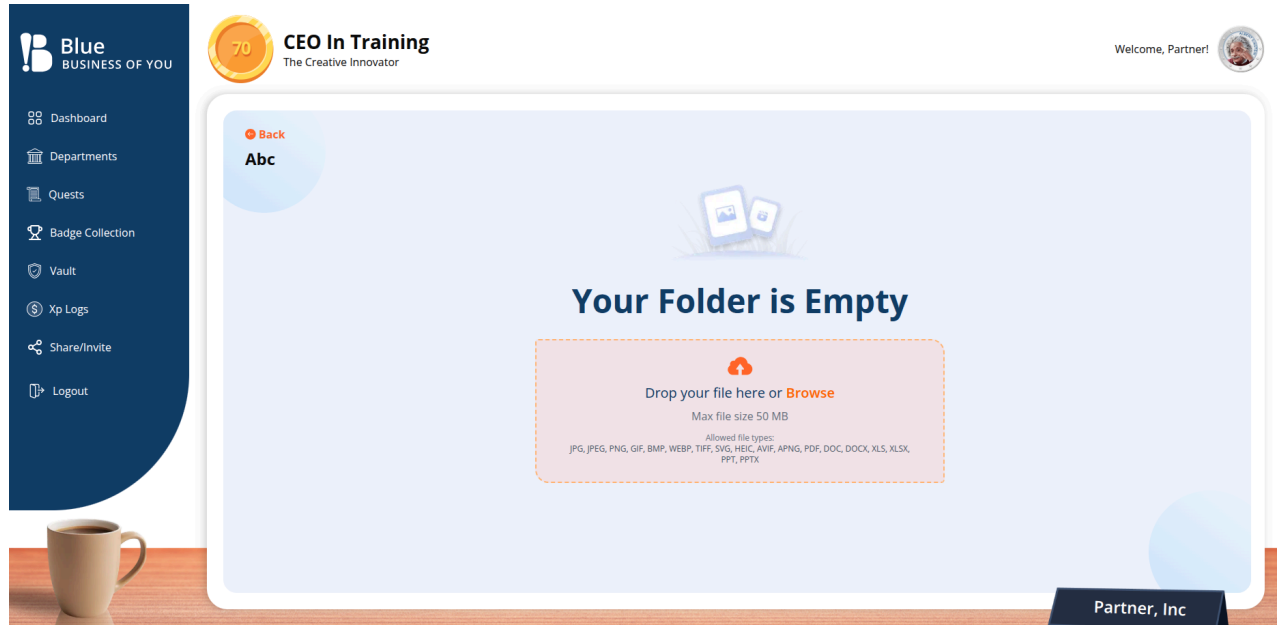 Blue
BUSINESS OF YOU
70
CEO In Training
The Creative Innovator
Welcome, Partner!
Dashboard
Departments
Quests
Badge Collection
Vault
Xp Logs
Share/Invite
Logout
Back
Abc
Your Folder is Empty
Drop your file here or Browse
Max file size 50 MB
Allowed file types:
JPG, JPEG, PNG, GIF, BMP, WEBP, TIFF, SVG, HEIC, AVIF, APNG, PDF, DOC, DOCX, XLS, XLSX,
PPT, PPTX
Partner, Inc